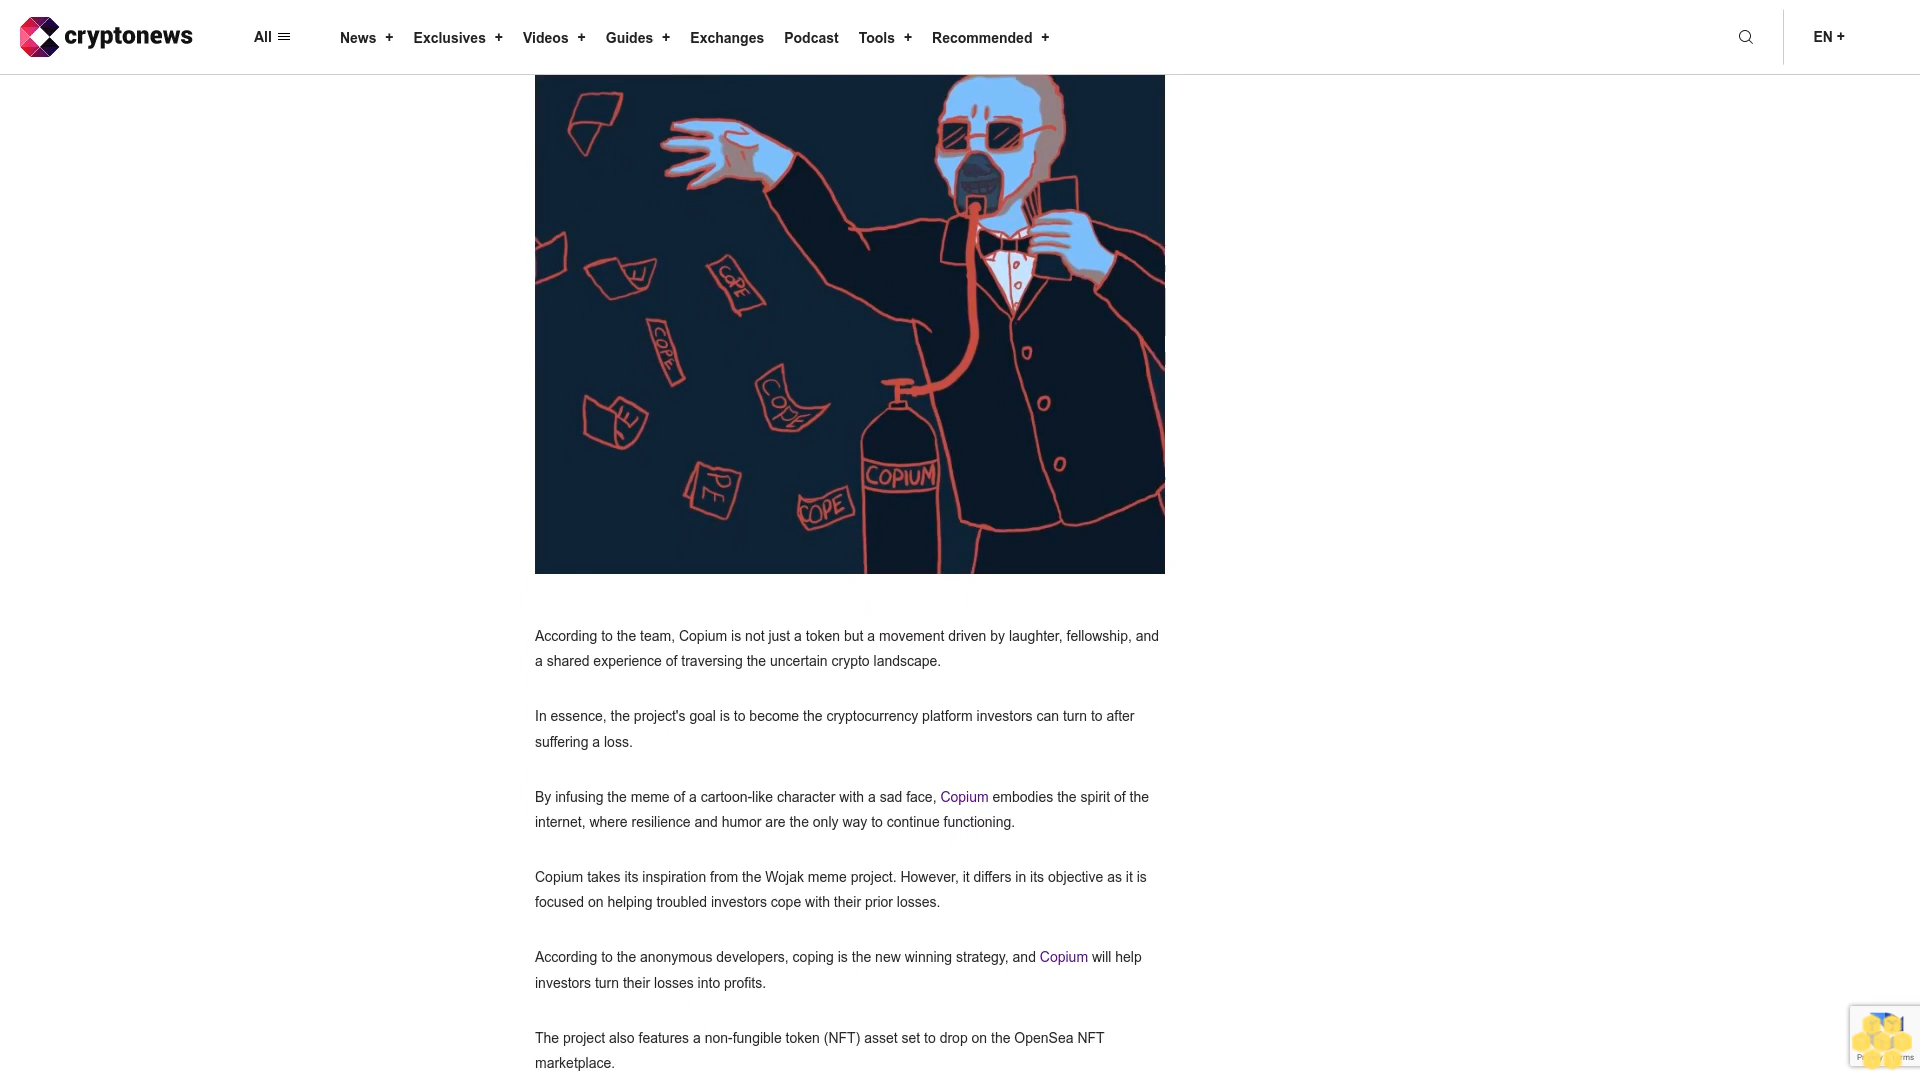 cryptonews
All
News + Exclusives + Videos + Guides + Exchanges Podcast Tools + Recommended +
EN +
E
COPE
COPE
COPE
E
PE
COPE
COPIUM
According to the team, Copium is not just a token but a movement driven by laughter, fellowship, and
a shared experience of traversing the uncertain crypto landscape.
In essence, the project's goal is to become the cryptocurrency platform investors can turn to after
suffering a loss.
By infusing the meme of a cartoon-like character with a sad face, Copium embodies the spirit of the
internet, where resilience and humor are the only way to continue functioning.
Copium takes its inspiration from the Wojak meme project. However, it differs in its objective as it is
focused on helping troubled investors cope with their prior losses.
According to the anonymous developers, coping is the new winning strategy, and Copium will help
investors turn their losses into profits.
The project also features a non-fungible token (NFT) asset set to drop on the OpenSea NFT
marketplace.